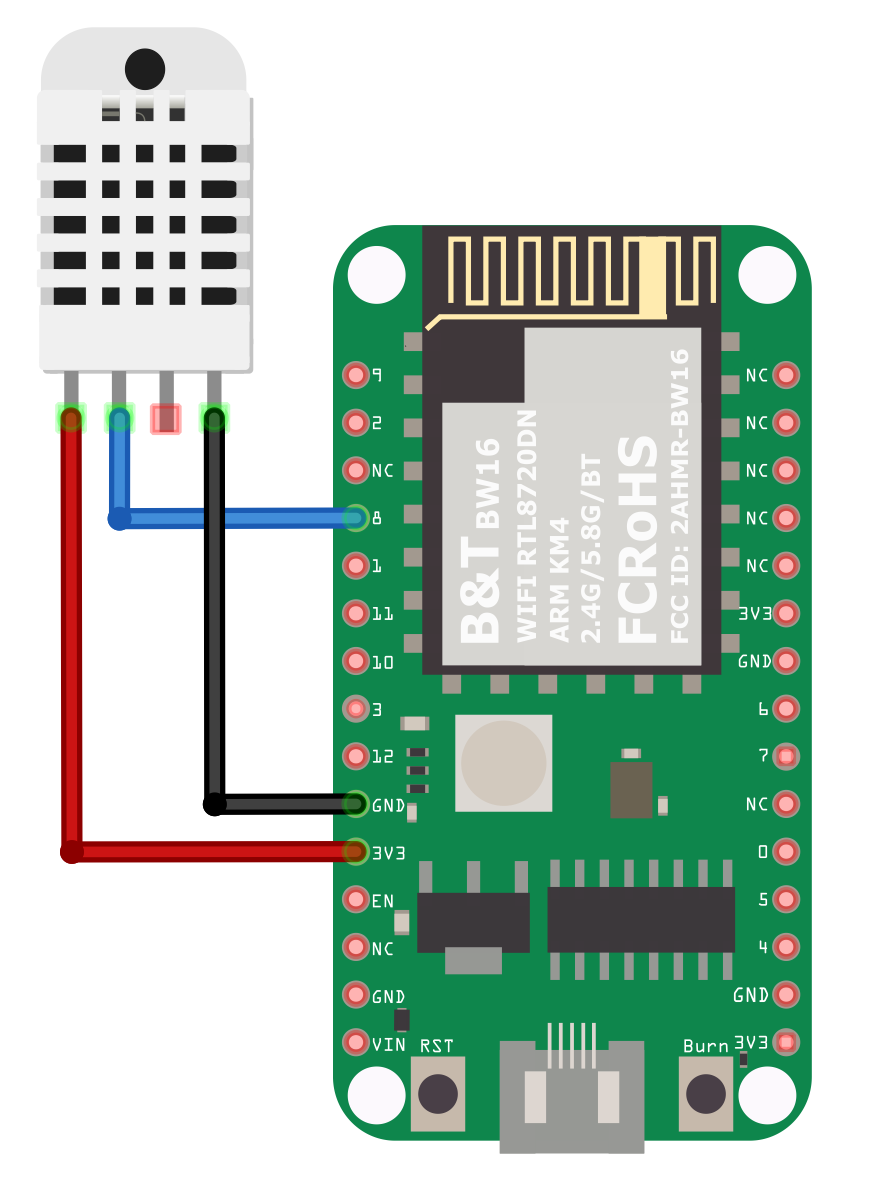 9
2
NC
8
1
11
10
3
12
GND
3V3
EN
NC
GND
VIN
RST
B&T BW16
WIFI RTL8720DN
ARM KM4
2.4G/5.8G/BT
FCRoHS
FCC ID: 2AHMR-BW16
NC
NC
NC
NC
NC
3V3
GND
6
7
NC
0
5
4
GND
3V3
Burn